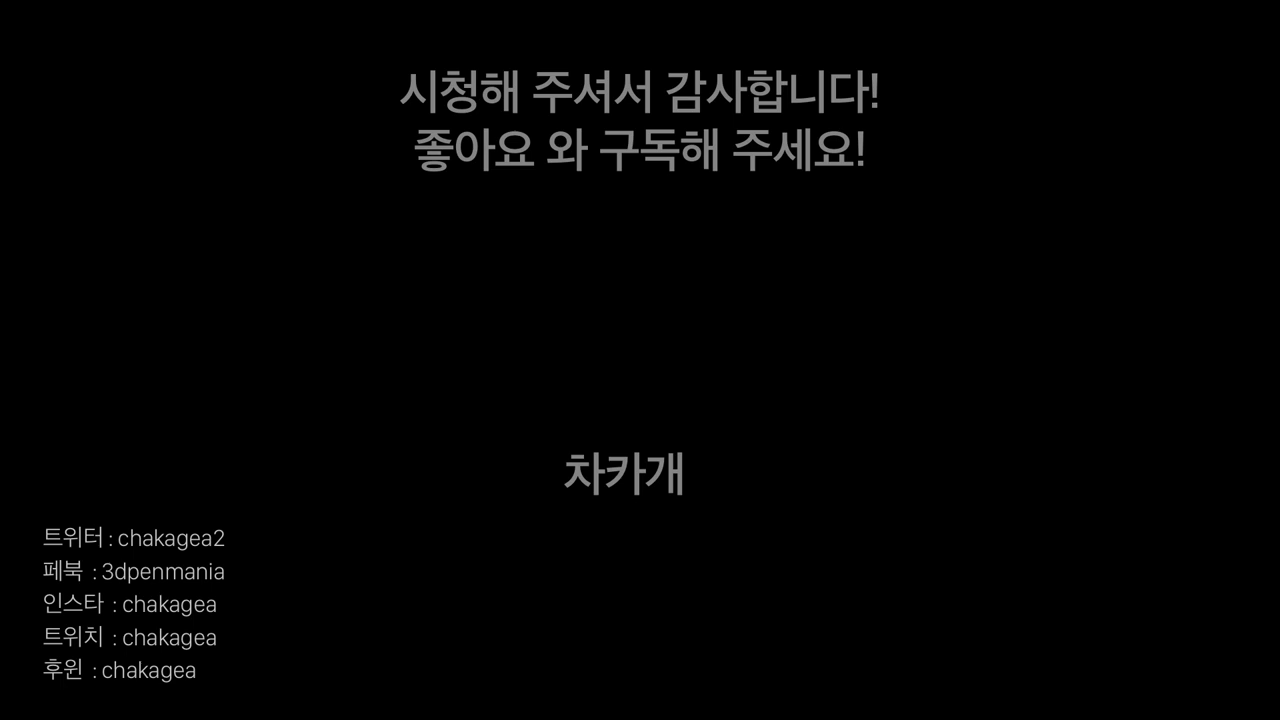 시청해 주셔서 감사합니다!
좋아요 와 구독해 주세요!
차카개
트위터 : chakagea2
페북 : 3dpenmania
인스타 : chakagea
트위치 : chakagea
후윈 : chakagea